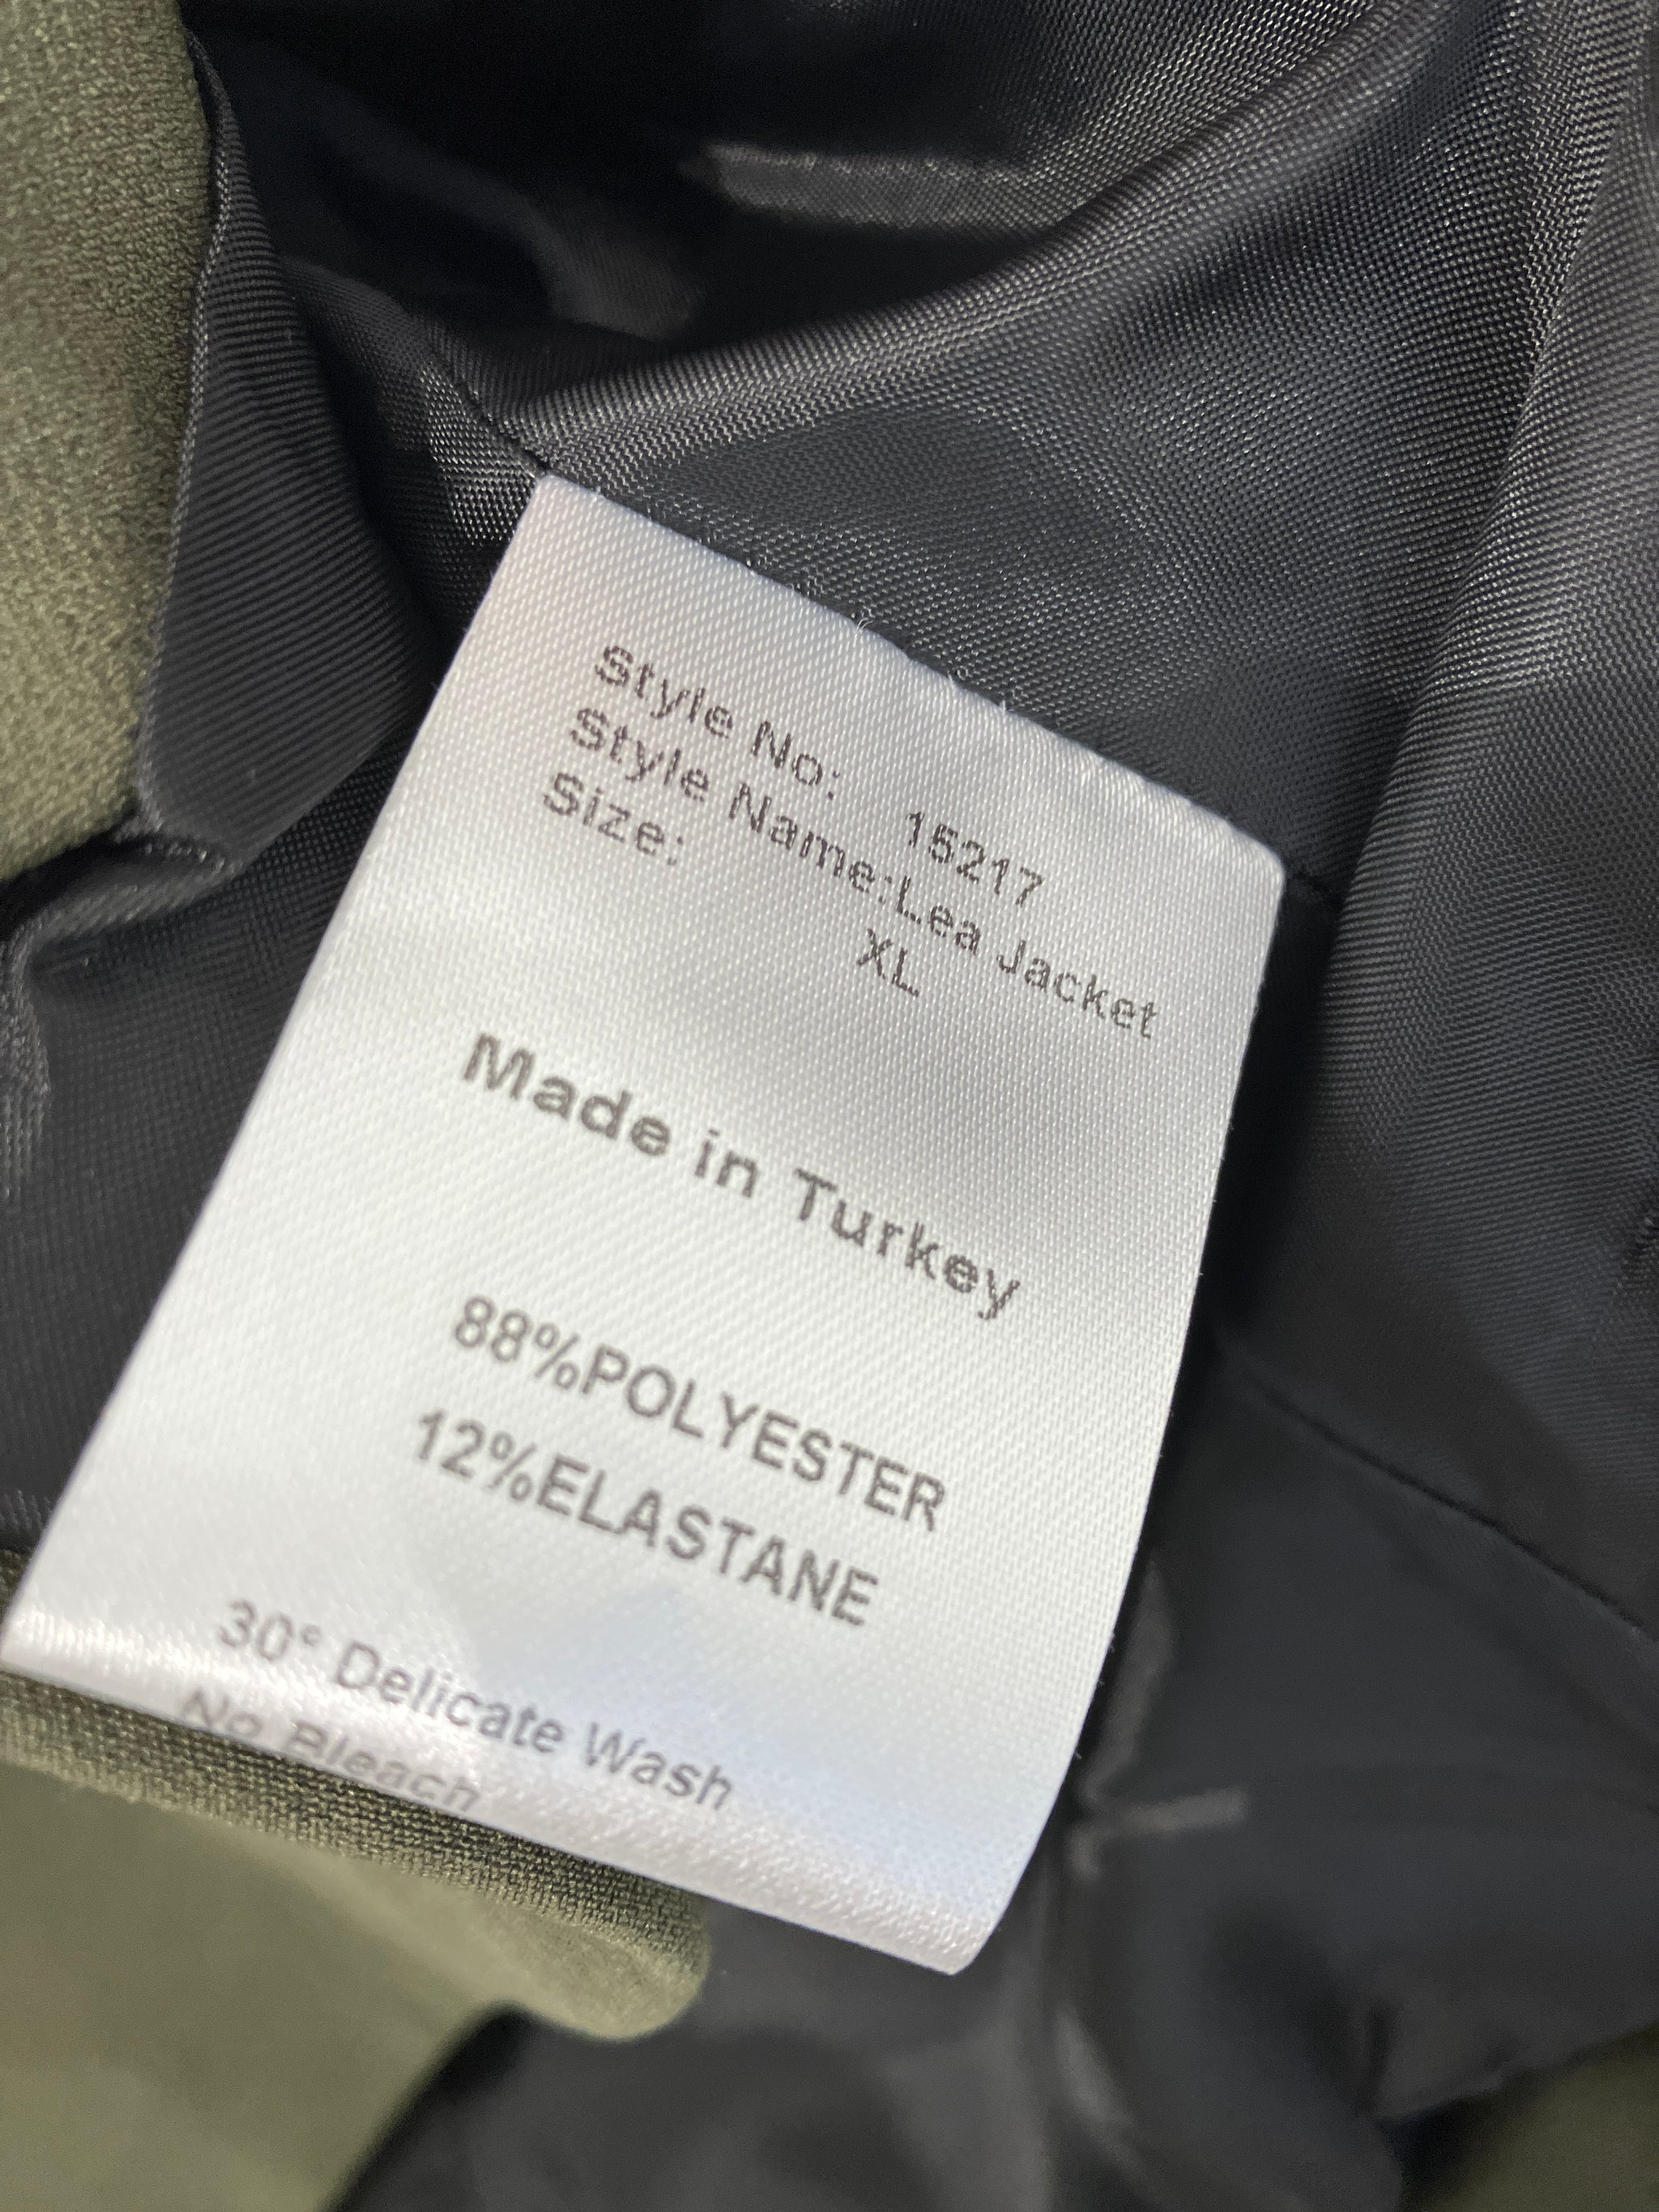 Style No: 15217
Style Name:Lea Jacket
Size: XL
Made in Turkey
88%POLYESTER
12%ELASTANE
30° Delicate Wash
No Bleach